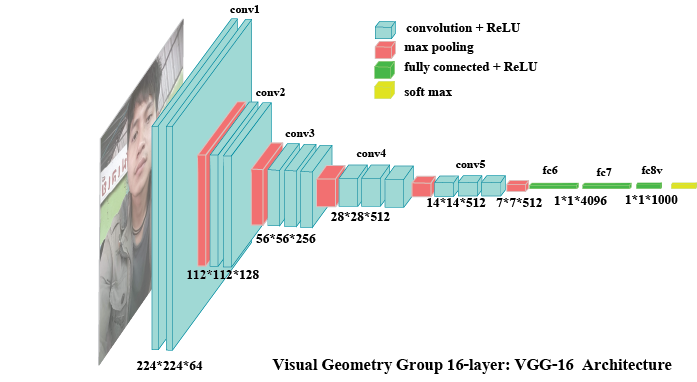 conv1
convolution + ReLU
max pooling
fully connected + ReLU
soft max
conv2
conv3
conv4
conv5
fc6
fc7
fc8v
14*14*512
7*7*512
1*1*4096
1*1*1000
28*28*512
56*56*256
112*112*128
224*224*64
Visual Geometry Group 16-layer: VGG-16 Architecture